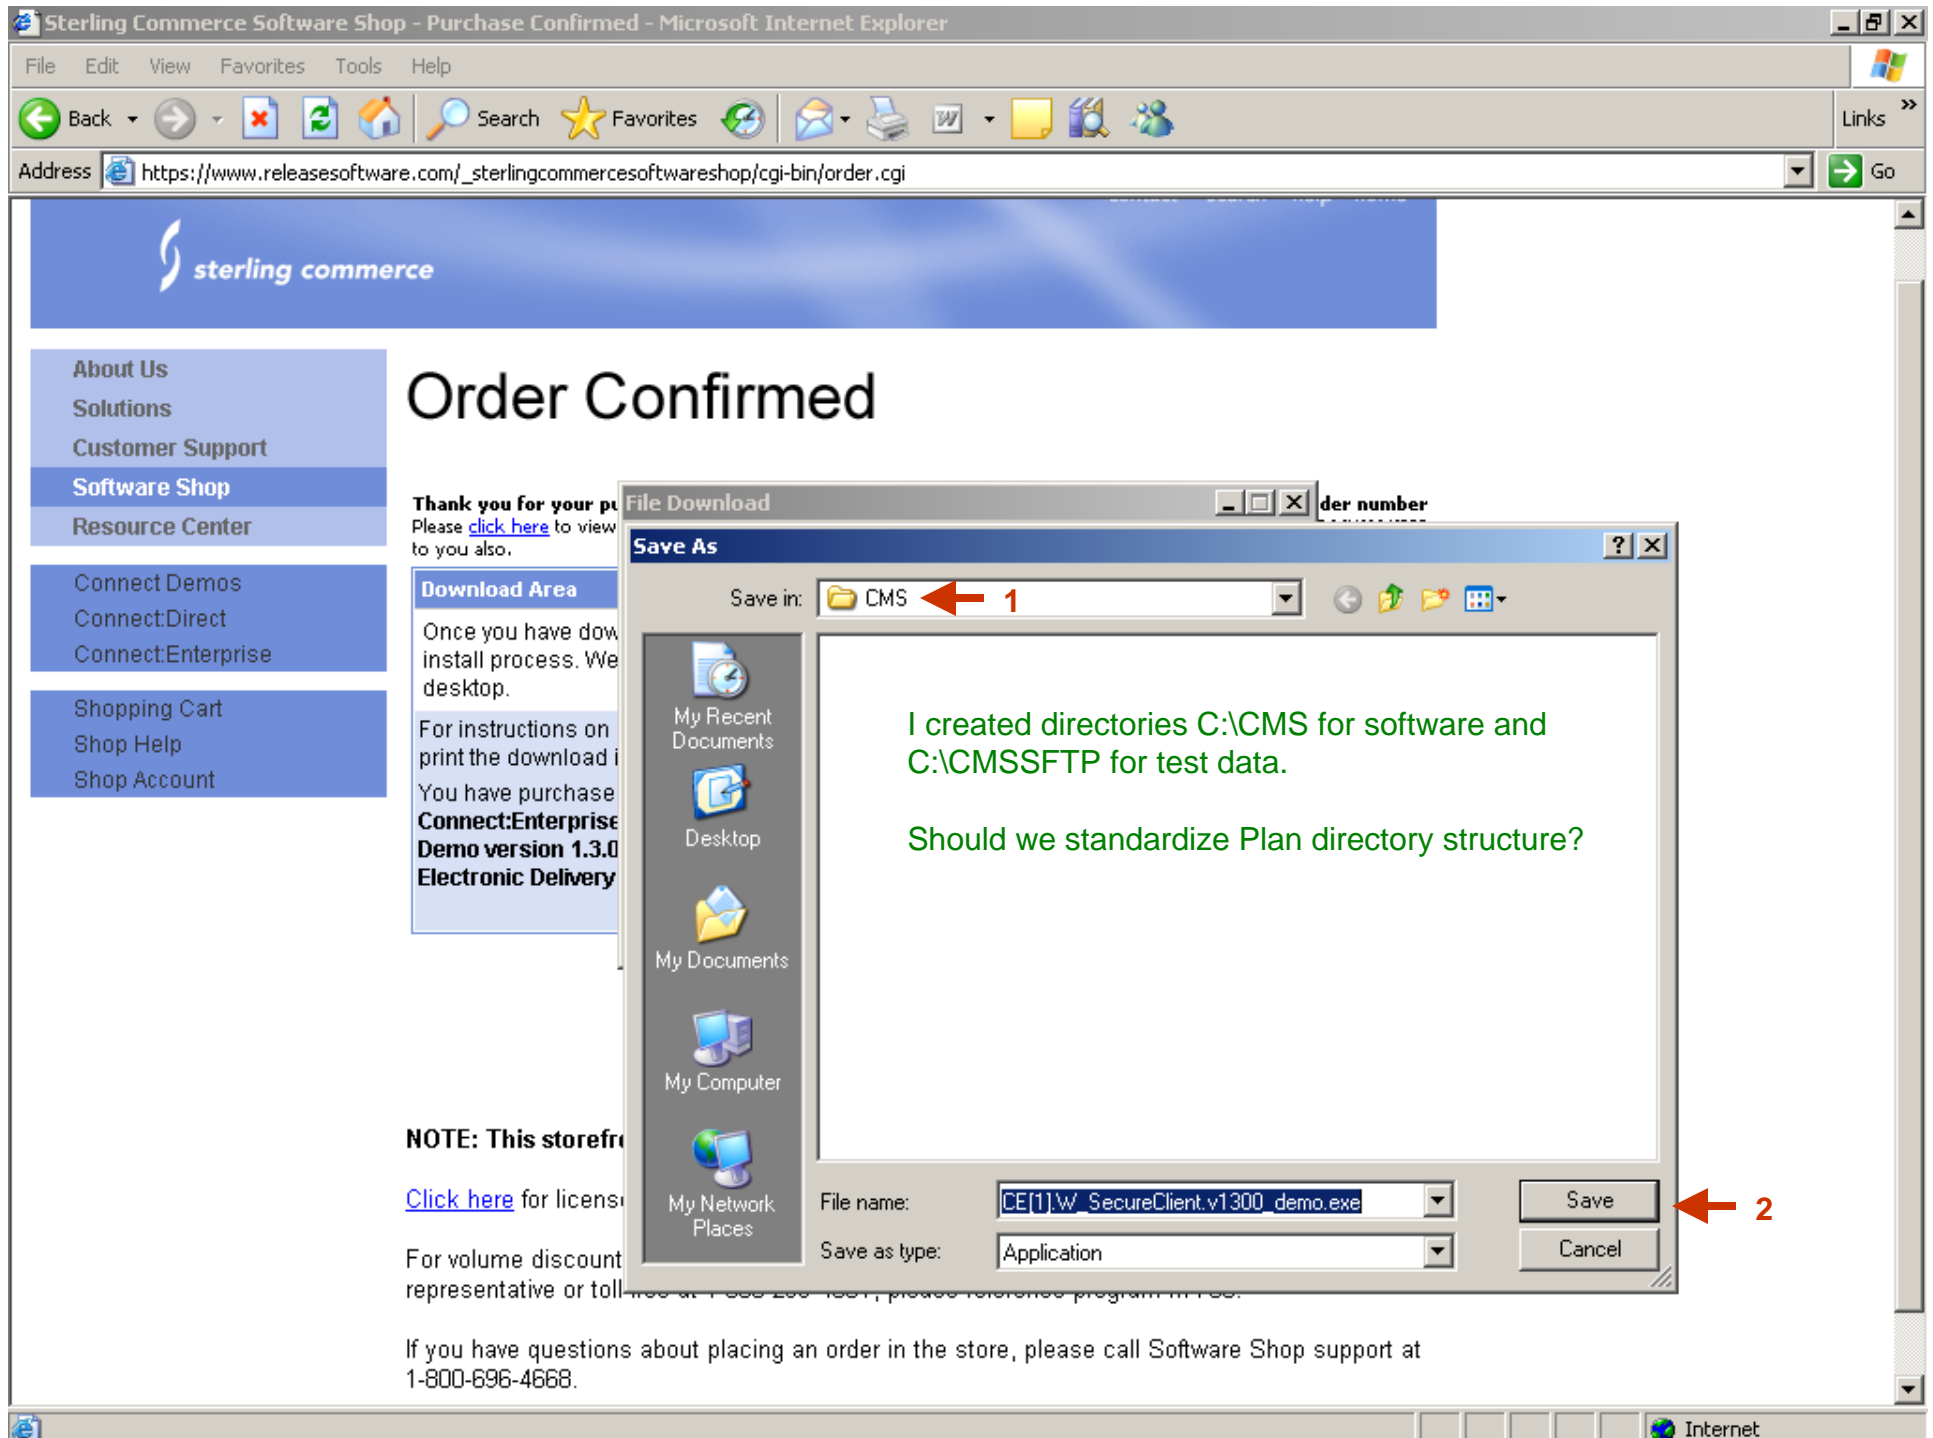 Sterling Commerce Software Shop - Purchase Confirmed - Microsoft Internet Explorer
File Edit View Favorites Tools Help
Back Search Favorites Links »
Address https://www.releasesoftware.com/_sterlingcommercesoftwareshop/cgi-bin/order.cgi Go
sterling commerce
About Us
Solutions
Customer Support
Software Shop
Resource Center
Connect Demos
Connect:Direct
Connect:Enterprise
Shopping Cart
Shop Help
Shop Account
Order Confirmed
Thank you for your
der number
Please click here to view
to you also.
Download Area
Once you have
install process. We
desktop.
For instructions on
print the download
You have purchase
Connect:Enterprise
Demo version 1.3.0
Electronic Delivery
File Download
Save As
Save in: CMS 1
My Recent
Documents
Desktop
My Documents
My Computer
My Network
Places
I created directories C:\CMS for software and
C:\CMSSFTP for test data.
Should we standardize Plan directory structure?
File name: CE[1].W_SecureClient.v1300_demo.exe Save 2
Save as type: Application Cancel
NOTE: This
Click here for
For volume discount
representative or toll
If you have questions about placing an order in the store, please call Software Shop support at
1-800-696-4668.
Internet